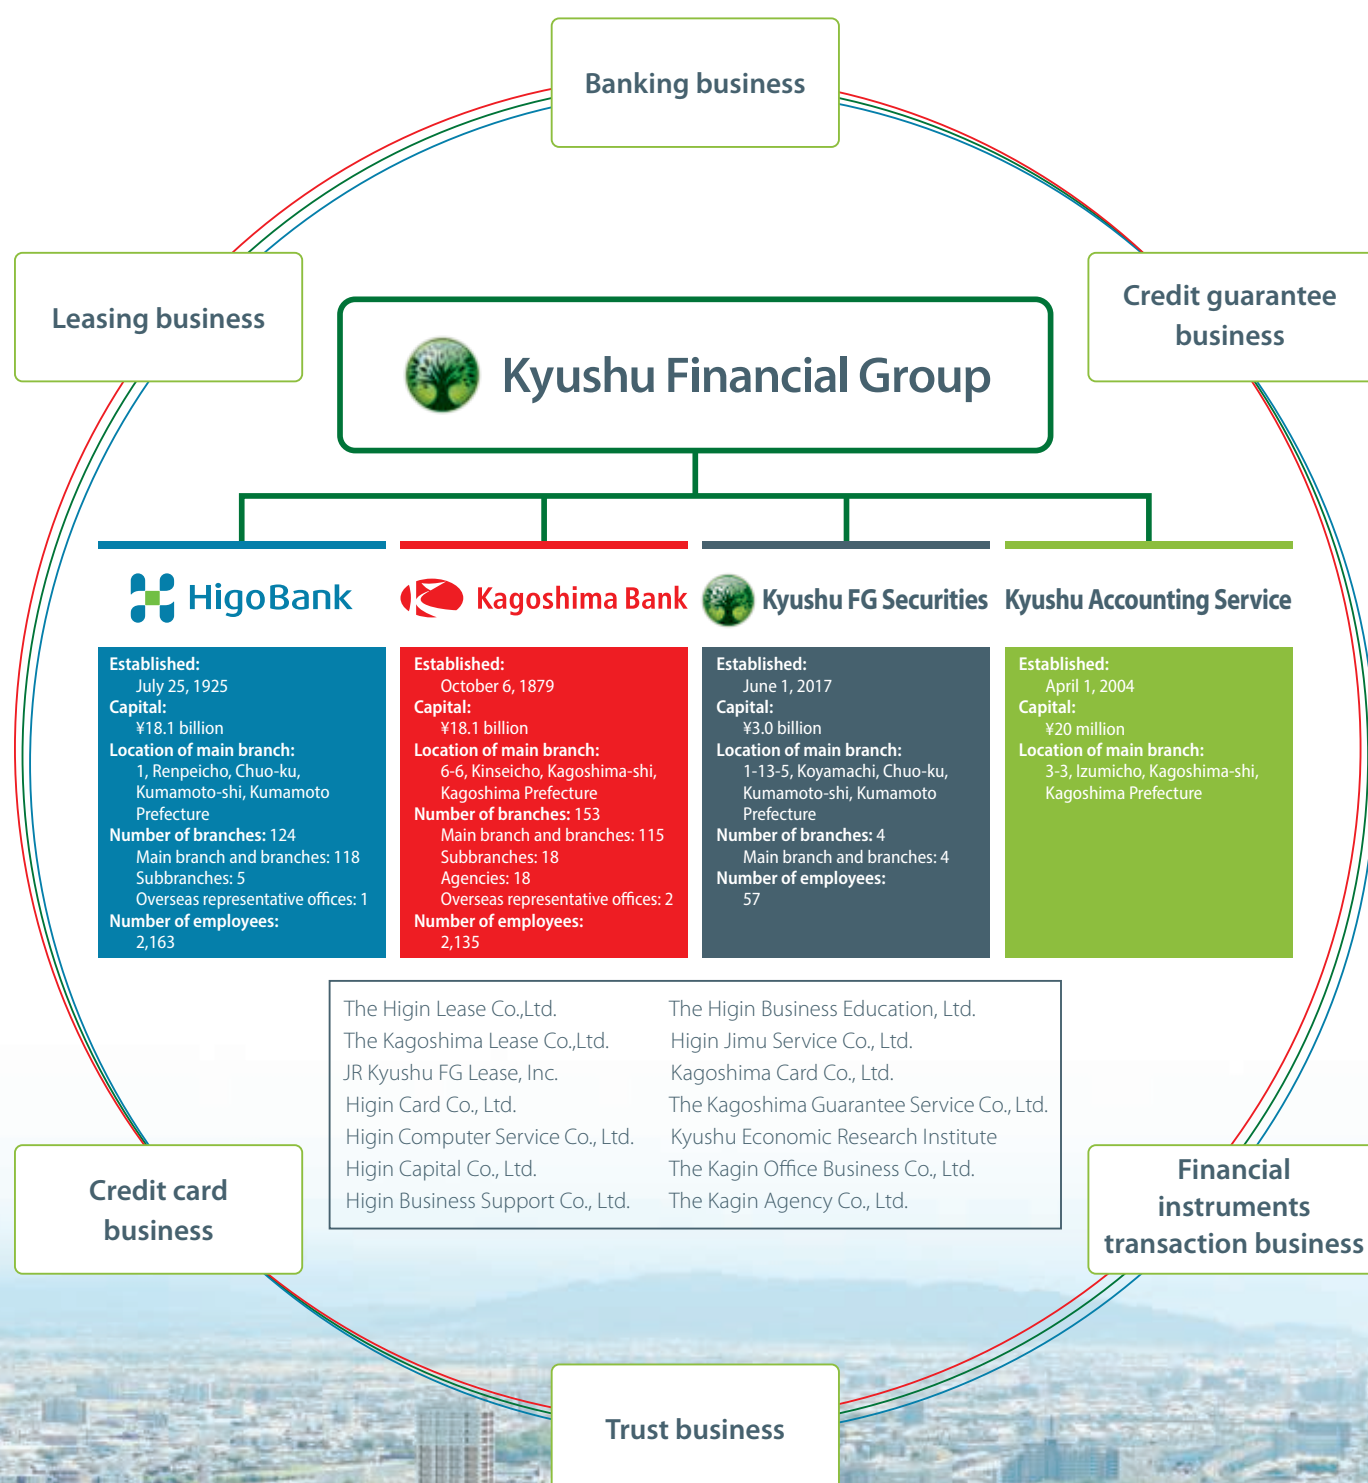 Banking business
Leasing business
Credit guarantee
business
Kyushu Financial Group
HigoBank
Established:
July 25, 1925
Capital:
¥18.1 billion
Location of main branch:
1, Renpeicho, Chuo-ku,
Kumamoto-shi, Kumamoto
Prefecture
Number of branches: 124
Main branch and branches: 118
Subbranches: 5
Overseas representative offices: 1
Number of employees:
2,163
Kagoshima Bank
Established:
October 6, 1879
Capital:
¥18.1 billion
Location of main branch:
6-6, Kinseicho, Kagoshima-shi,
Kagoshima Prefecture
Number of branches: 153
Main branch and branches: 115
Subbranches: 18
Agencies: 18
Overseas representative offices: 2
Number of employees:
2,135
Kyushu FG Securities
Established:
June 1, 2017
Capital:
¥3.0 billion
Location of main branch:
1-13-5, Koyamachi, Chuo-ku,
Kumamoto-shi, Kumamoto
Prefecture
Number of branches: 4
Main branch and branches: 4
Number of employees:
57
Kyushu Accounting Service
Established:
April 1, 2004
Capital:
¥20 million
Location of main branch:
3-3, Izumicho, Kagoshima-shi,
Kagoshima Prefecture
The Higin Lease Co.,Ltd.
The Kagoshima Lease Co.,Ltd.
JR Kyushu FG Lease, Inc.
Higin Card Co., Ltd.
Higin Computer Service Co., Ltd.
Higin Capital Co., Ltd.
Higin Business Support Co., Ltd.
The Higin Business Education, Ltd.
Higin Jimu Service Co., Ltd.
Kagoshima Card Co., Ltd.
The Kagoshima Guarantee Service Co., Ltd.
Kyushu Economic Research Institute
The Kagin Office Business Co., Ltd.
The Kagin Agency Co., Ltd.
Credit card
business
Financial
instruments
transaction business
Trust business